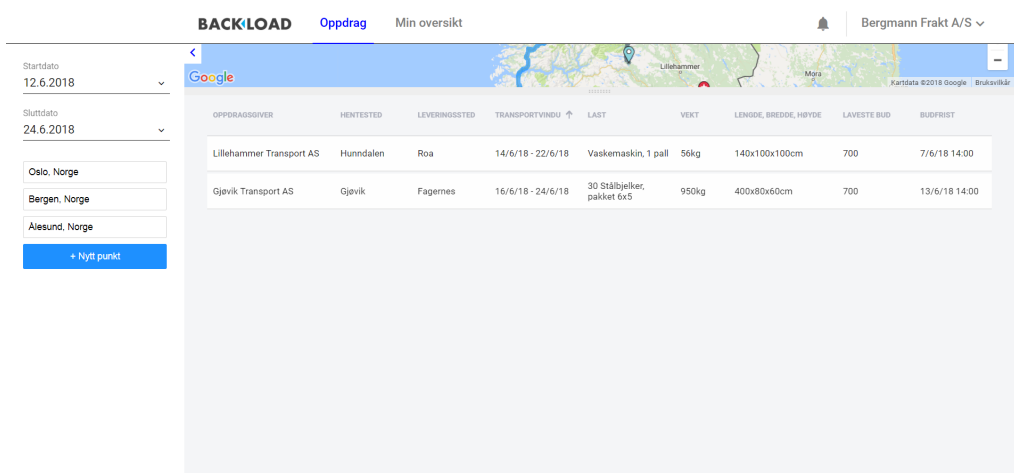 BACKLOAD Oppdrag Min oversikt Bergmann Frakt A/S
Startdato
12.6.2018
Sluttdato
24.6.2018
Oslo, Norge
Bergen, Norge
Ålesund, Norge
+ Nytt punkt
Google
Lillehammer
Mora
Kartdata ©2018 Google Bruksvilkår
OPPDRAGSGIVER HENTESTED LEVERINGSSTED TRANSPORTVINDU LAST VEKT LENGDE, BREDDE, HØYDE LAVESTE BUD BUDFRIST
Lillehammer Transport AS Hunndalen Roa 14/6/18 - 22/6/18 Vaskemaskin, 1 pall 56kg 140x100x100cm 700 7/6/18 14:00
Gjøvik Transport AS Gjøvik Fagernes 16/6/18 - 24/6/18 30 Stålbjelker, 950kg 400x80x60cm 700 13/6/18 14:00
pakket 6x5